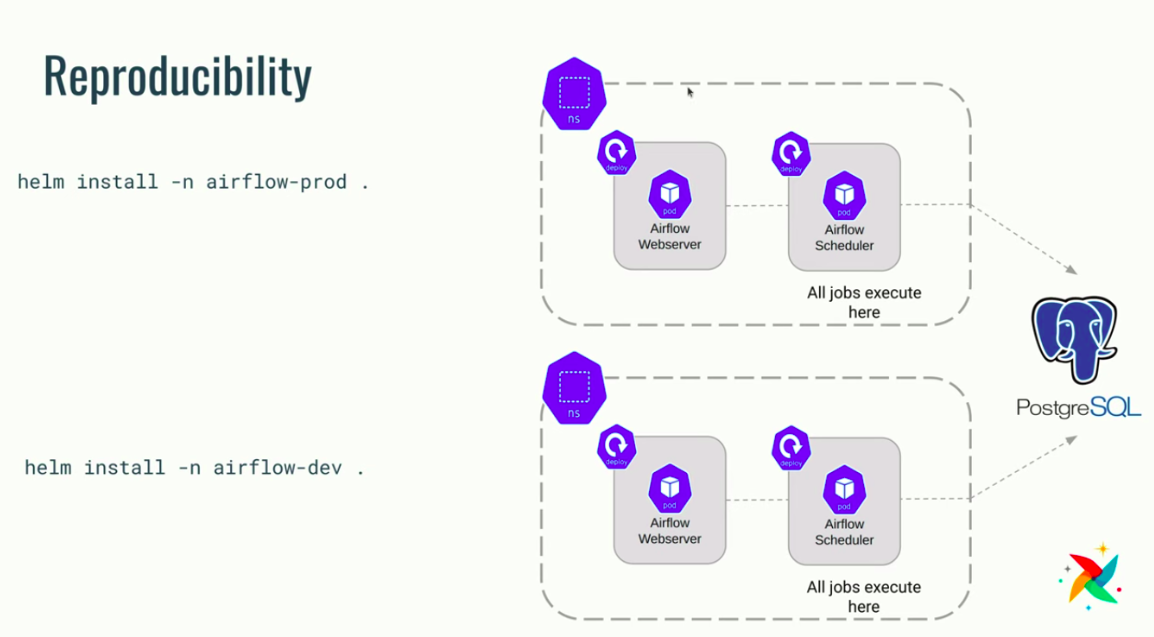 Reproducibility
helm install -n airflow-prod .
ns
deploy
pod
Airflow
Webserver
deploy
pod
Airflow
Scheduler
All jobs execute
here
PostgreSQL
helm install -n airflow-dev .
ns
deploy
pod
Airflow
Webserver
deploy
pod
Airflow
Scheduler
All jobs execute
here